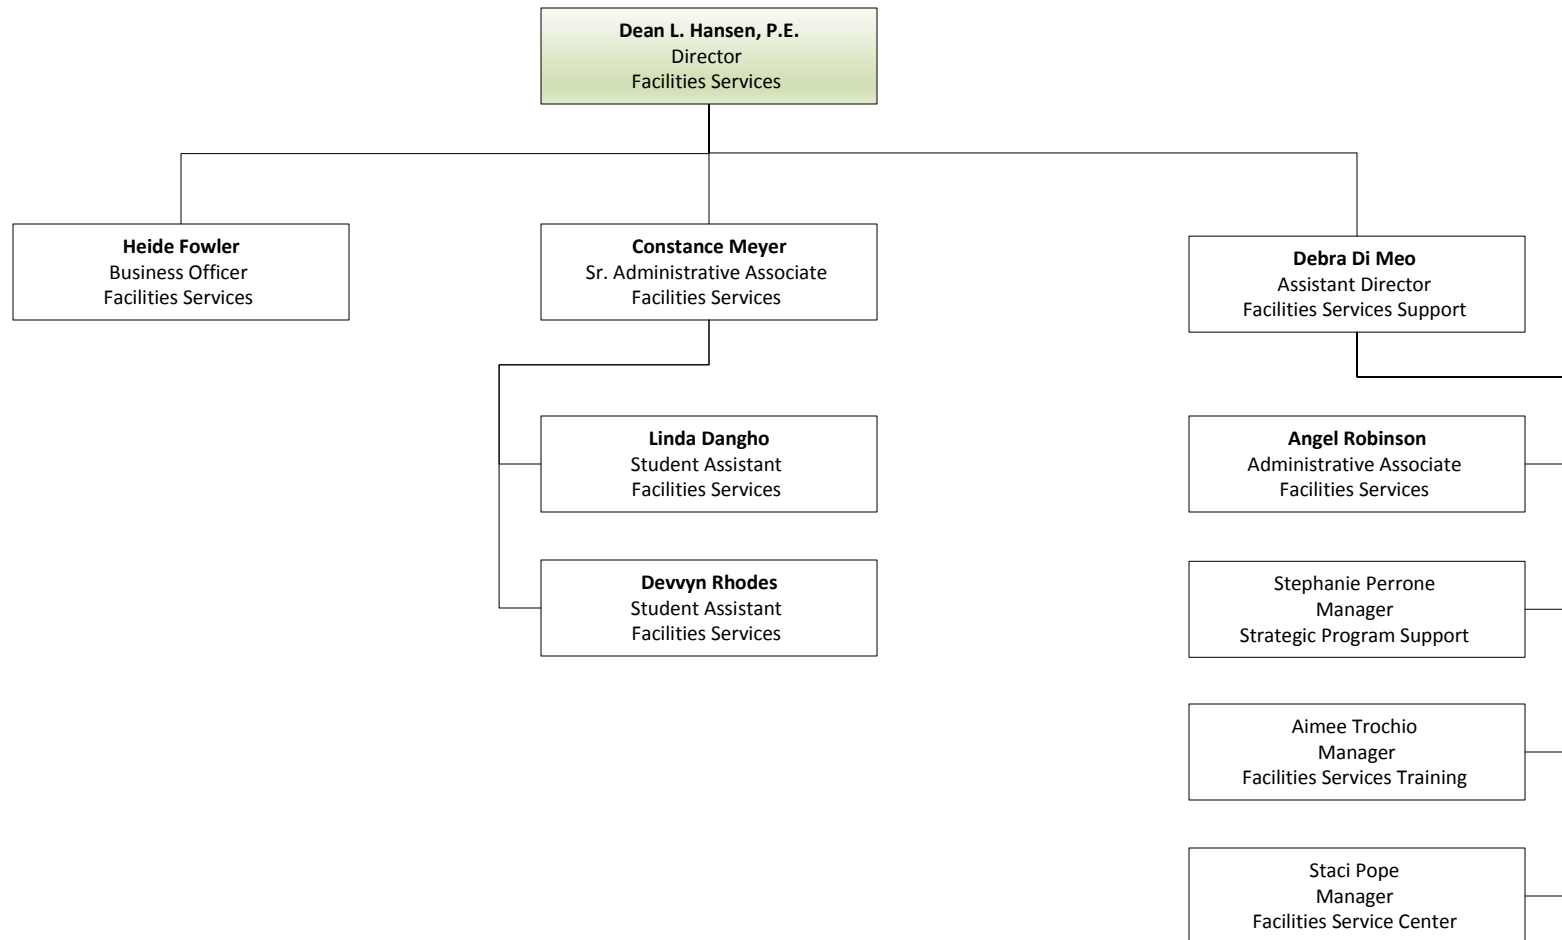 Dean L. Hansen, P.E.
Director
Facilities Services
Heide Fowler
Business Officer
Facilities Services
Constance Meyer
Sr. Administrative Associate
Facilities Services
Debra Di Meo
Assistant Director
Facilities Services Support
Linda Dangho
Student Assistant
Facilities Services
Devvyn Rhodes
Student Assistant
Facilities Services
Angel Robinson
Administrative Associate
Facilities Services
Stephanie Perrone
Manager
Strategic Program Support
Aimee Trochio
Manager
Facilities Services Training
Staci Pope
Manager
Facilities Service Center